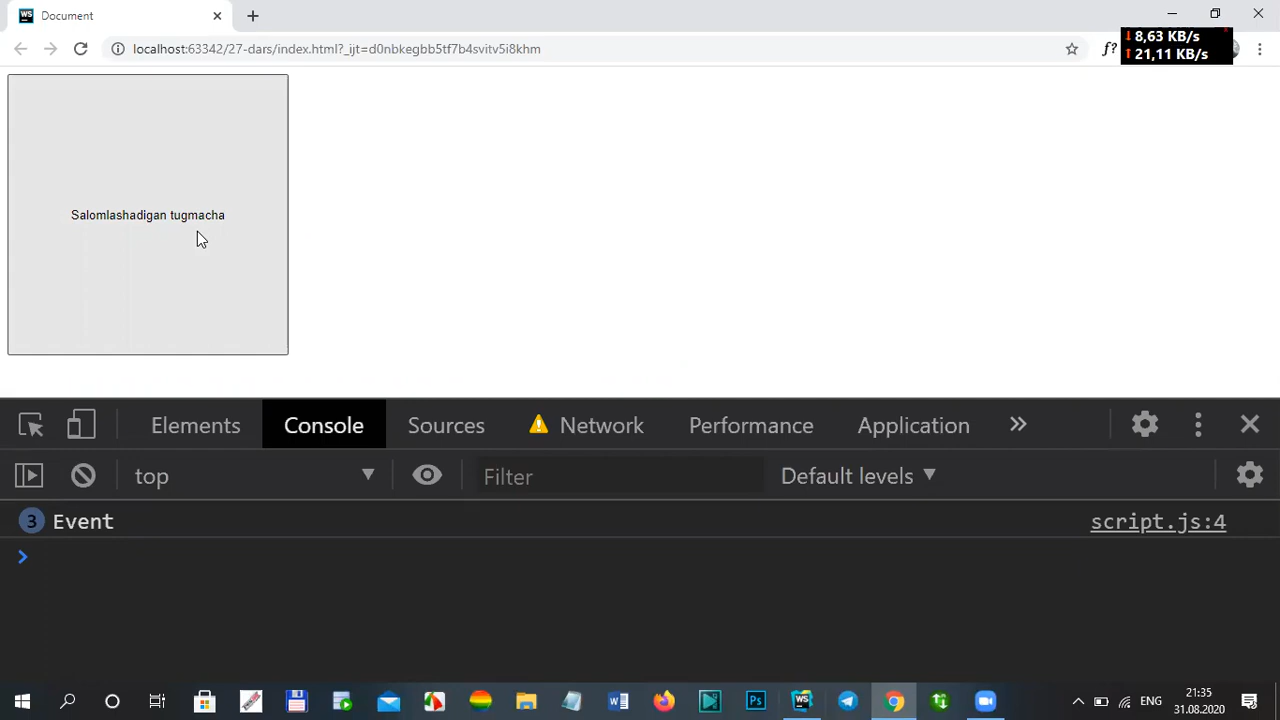 Document
localhost:63342/27-dars/index.html?_ijt=d0nbkegbb5tf7b4svitv5i8khm
f?
8,63 KB/s
21,11 KB/s
Salomlashadigan tugmacha
Elements
Console
Sources
Network
Performance
Application
top
Filter
Default levels
3 Event
script.js:4
ENG
21:35
31.08.2020